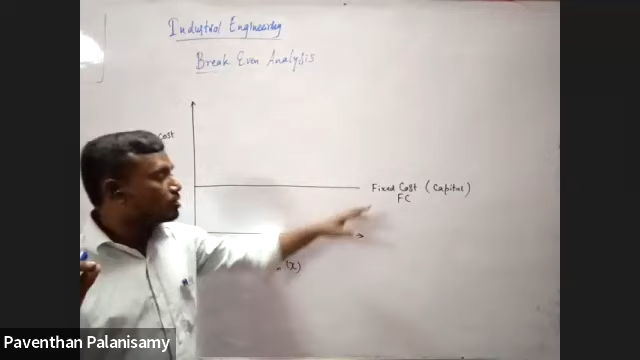 Industrial Engineering
Break Even Analysis
Cost
Fixed Cost (Capital)
FC
(x)
Paventhan Palanisamy